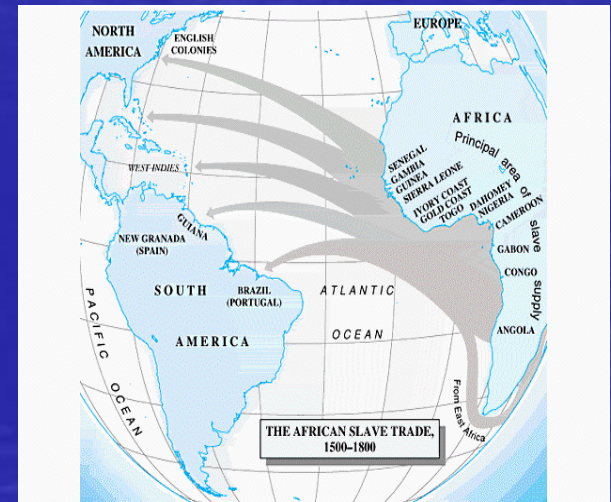 NORTH
AMERICA
ENGLISH
COLONIES
EUROPE
AFRICA
Principal area of slave supply
WEST INDIES
SENEGAL
GAMBIA
GUINEA
SIERRA LEONE
IVORY COAST
GOLD COAST
TOGO
DAHOMEY
NIGERIA
CAMEROON
GUIANA
NEW GRANADA
(SPAIN)
GABON
CONGO
SOUTH
AMERICA
BRAZIL
(PORTUGAL)
ATLANTIC
OCEAN
ANGOLA
PACIFIC OCEAN
From East Africa
THE AFRICAN SLAVE TRADE,
1500–1800